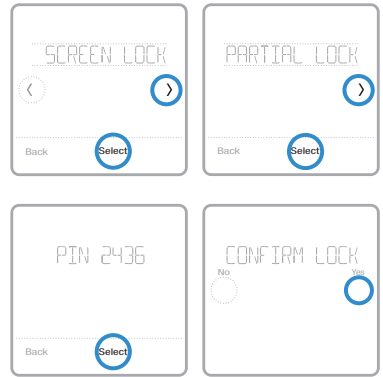 SCREEN LOCK
Back Select
PARTIAL LOCK
Back Select
PIN 2436
Back Select
CONFIRM LOCK
No Yes